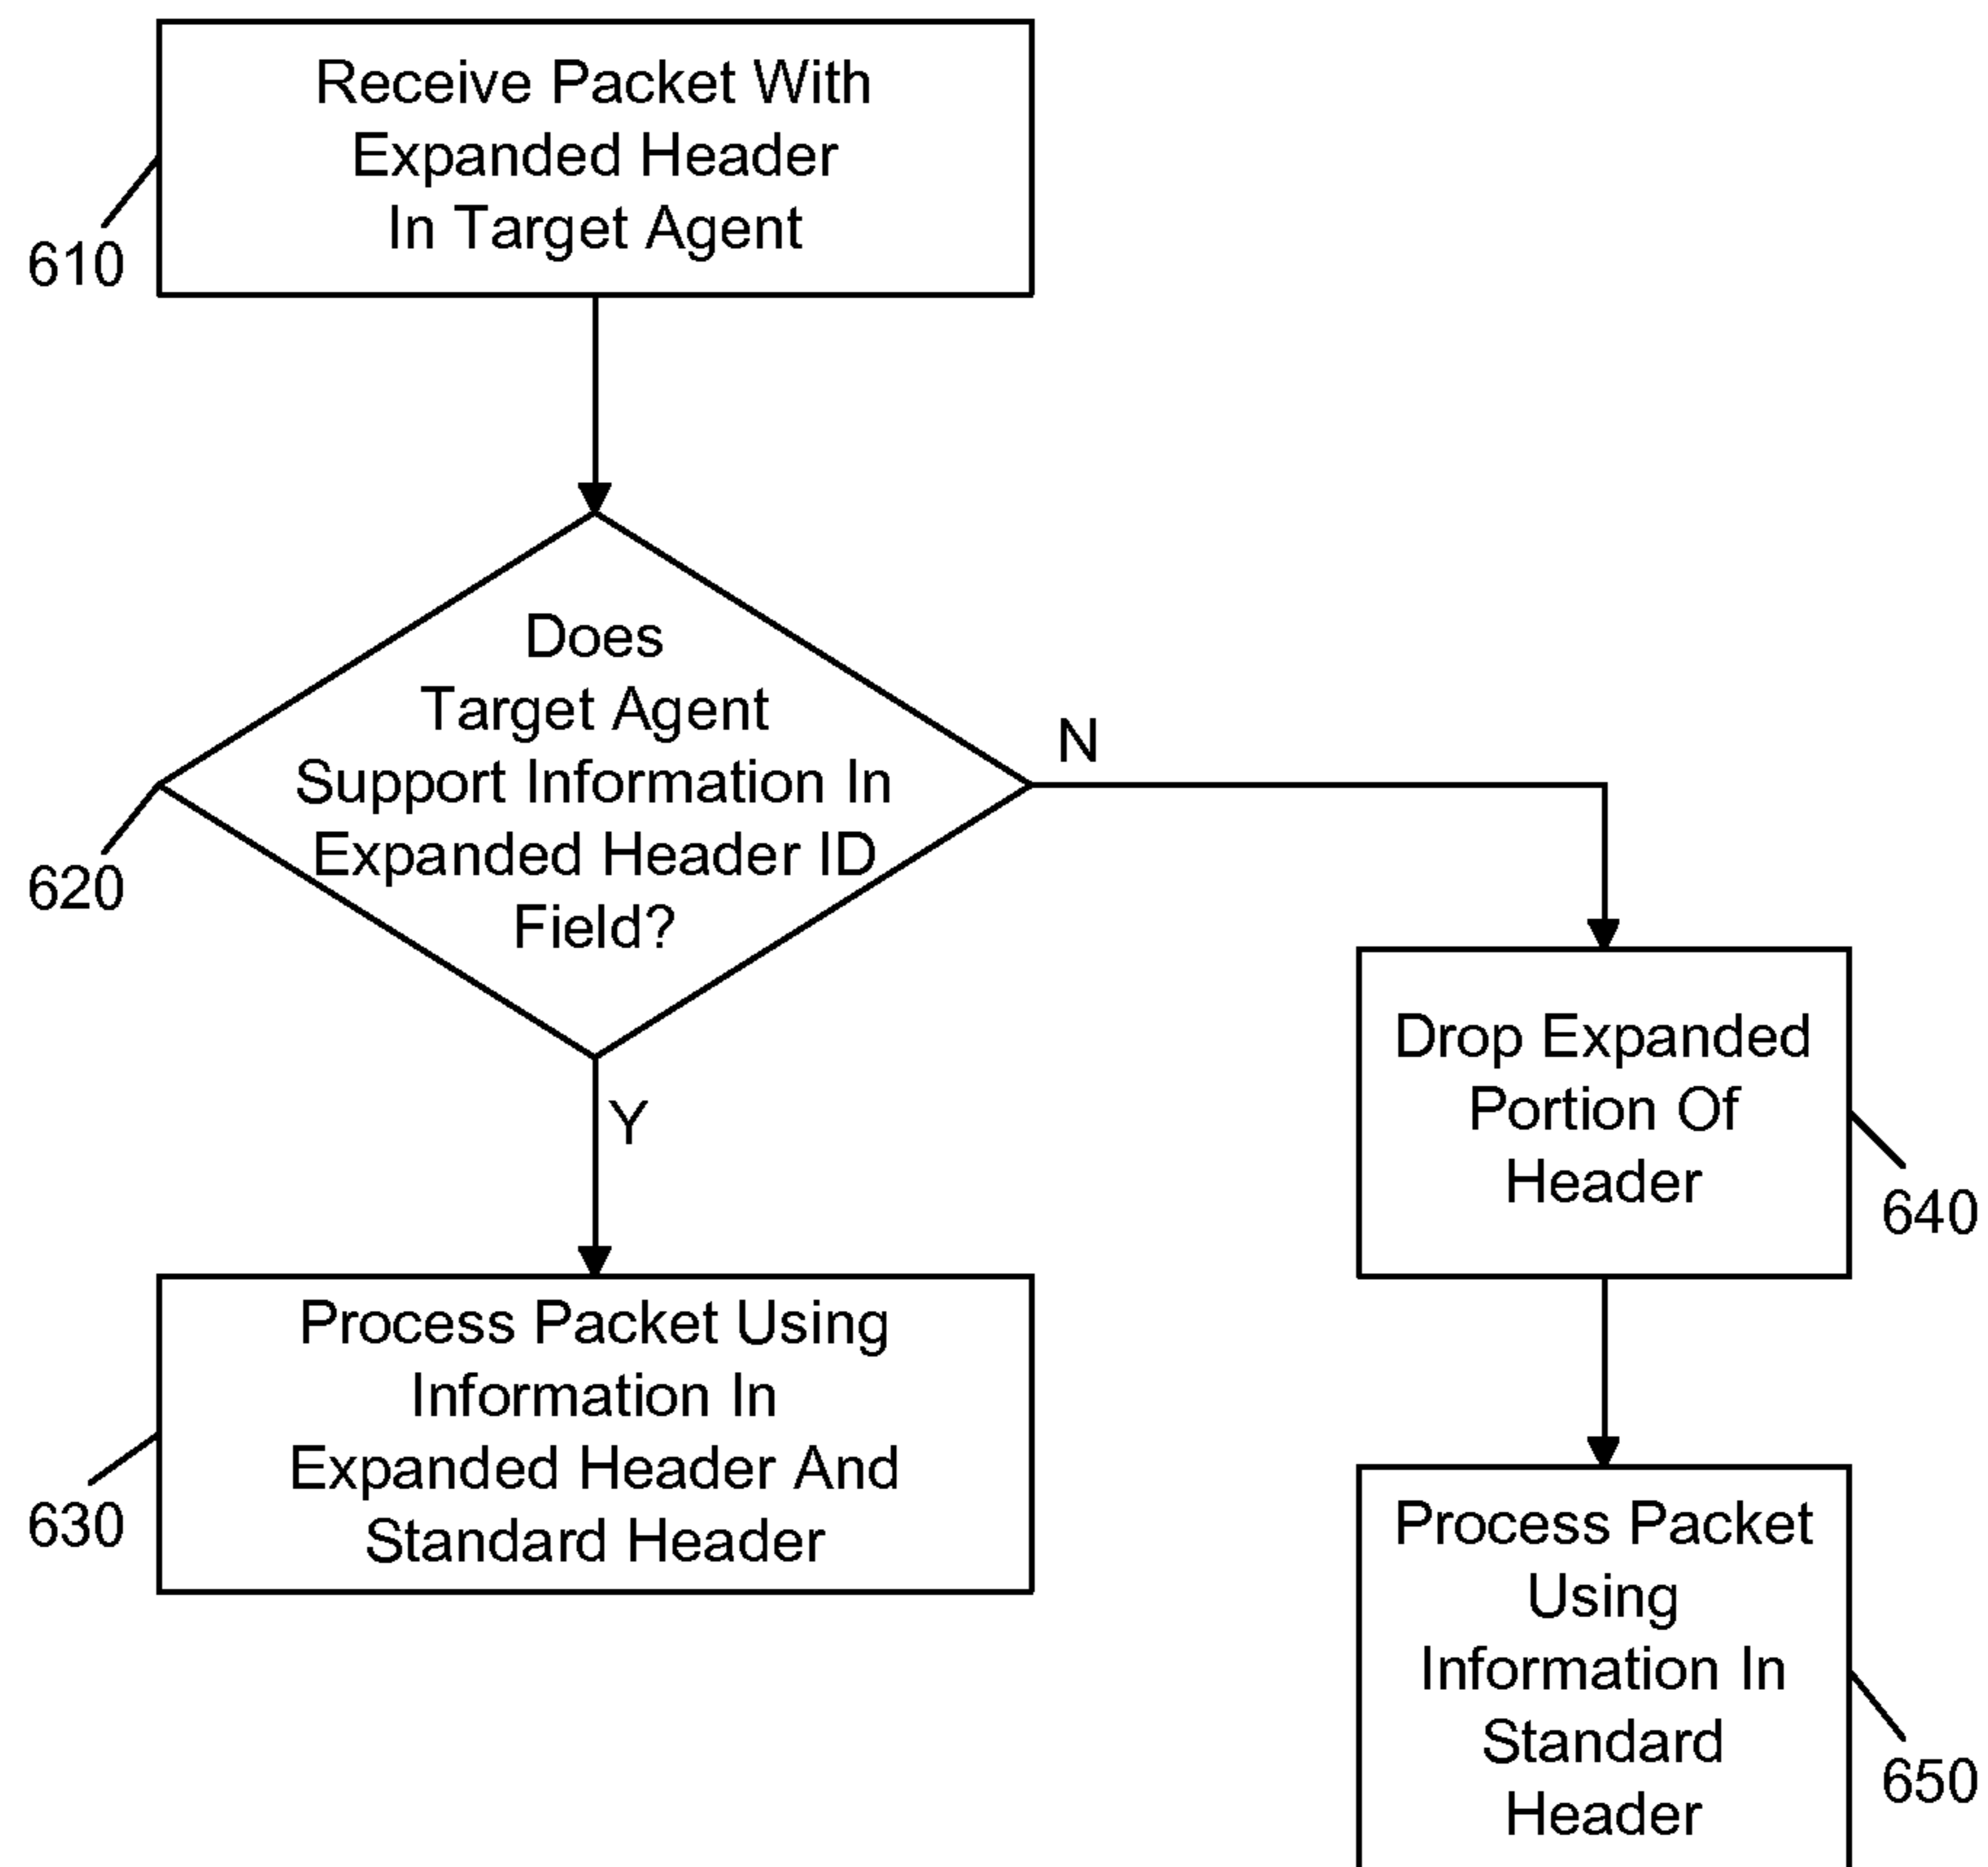 Receive Packet With
Expanded Header
In Target Agent
610
Does
Target Agent
Support Information In
Expanded Header ID
Field?
620
N
Y
Process Packet Using
Information In
Expanded Header And
Standard Header
630
Drop Expanded
Portion Of
Header
640
Process Packet
Using
Information In
Standard
Header
650